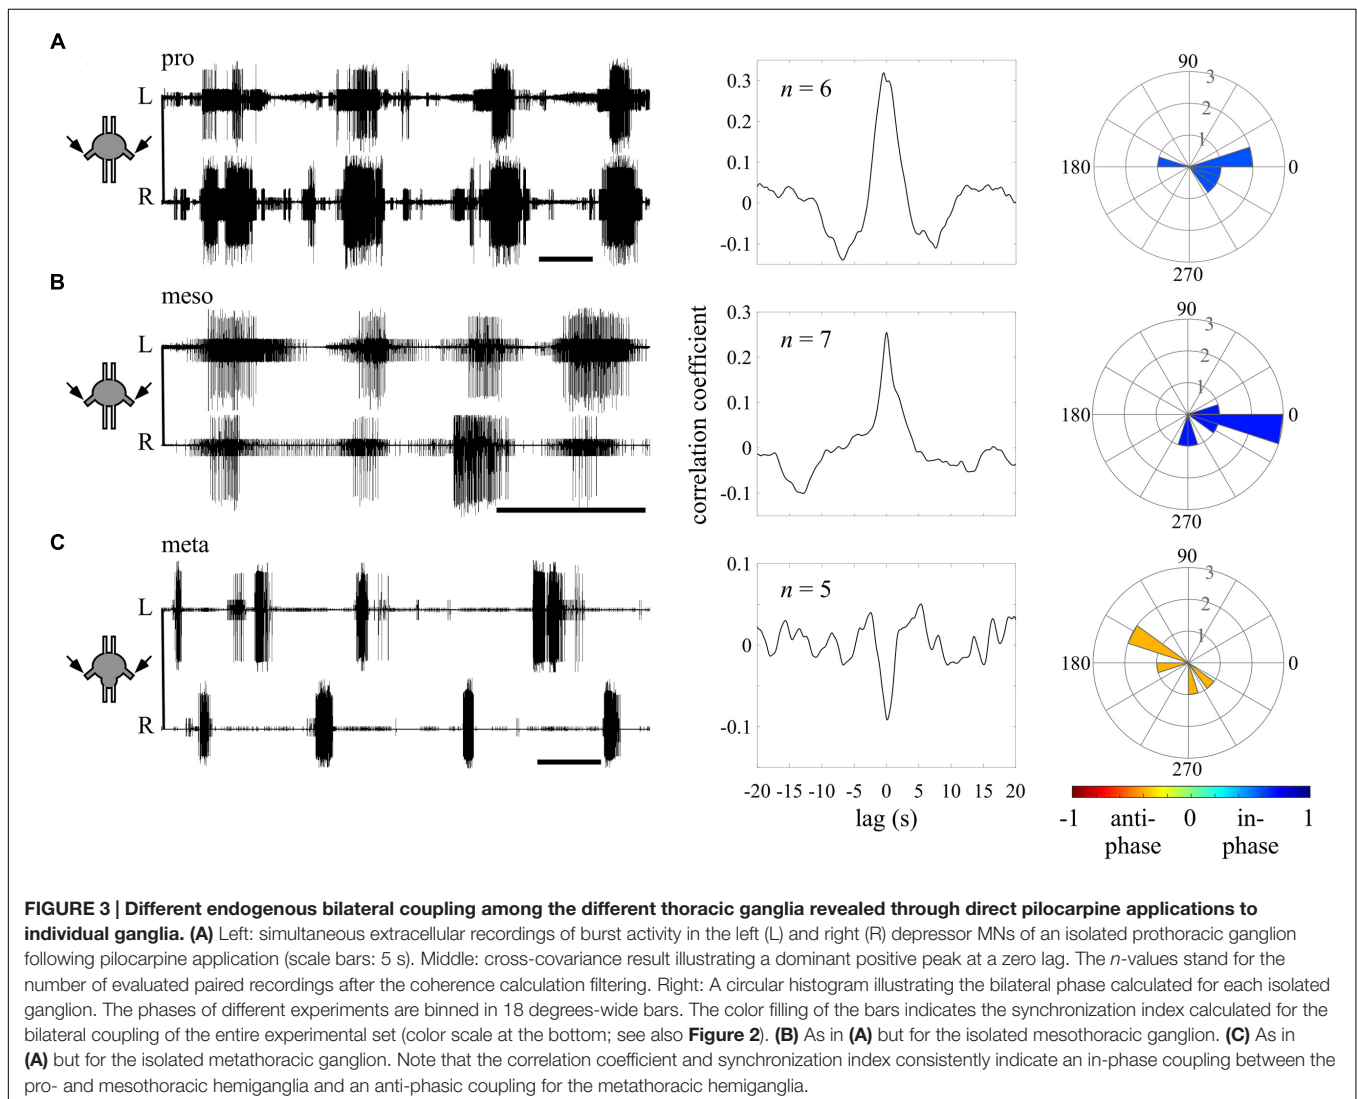 A
pro
L
R
0.3
0.2
0.1
0
-0.1
n = 6
90
3
2
1
180
0
270
B
meso
L
R
correlation coefficient
0.3
0.2
0.1
0
-0.1
n = 7
90
3
2
1
180
0
270
C
meta
L
R
0.1
0
-0.1
n = 5
-20 -15 -10 -5 0 5 10 15 20
lag (s)
90
3
2
1
180
0
270
-1 anti-phase 0 in-phase 1
FIGURE 3 | Different endogenous bilateral coupling among the different thoracic ganglia revealed through direct pilocarpine applications to
individual ganglia. (A) Left: simultaneous extracellular recordings of burst activity in the left (L) and right (R) depressor MNs of an isolated prothoracic ganglion
following pilocarpine application (scale bars: 5 s). Middle: cross-covariance result illustrating a dominant positive peak at a zero lag. The n-values stand for the
number of evaluated paired recordings after the coherence calculation filtering. Right: A circular histogram illustrating the bilateral phase calculated for each isolated
ganglion. The phases of different experiments are binned in 18 degrees-wide bars. The color filling of the bars indicates the synchronization index calculated for the
bilateral coupling of the entire experimental set (color scale at the bottom; see also Figure 2). (B) As in (A) but for the isolated mesothoracic ganglion. (C) As in
(A) but for the isolated metathoracic ganglion. Note that the correlation coefficient and synchronization index consistently indicate an in-phase coupling between the
pro- and mesothoracic hemiganglia and an anti-phasic coupling for the metathoracic hemiganglia.